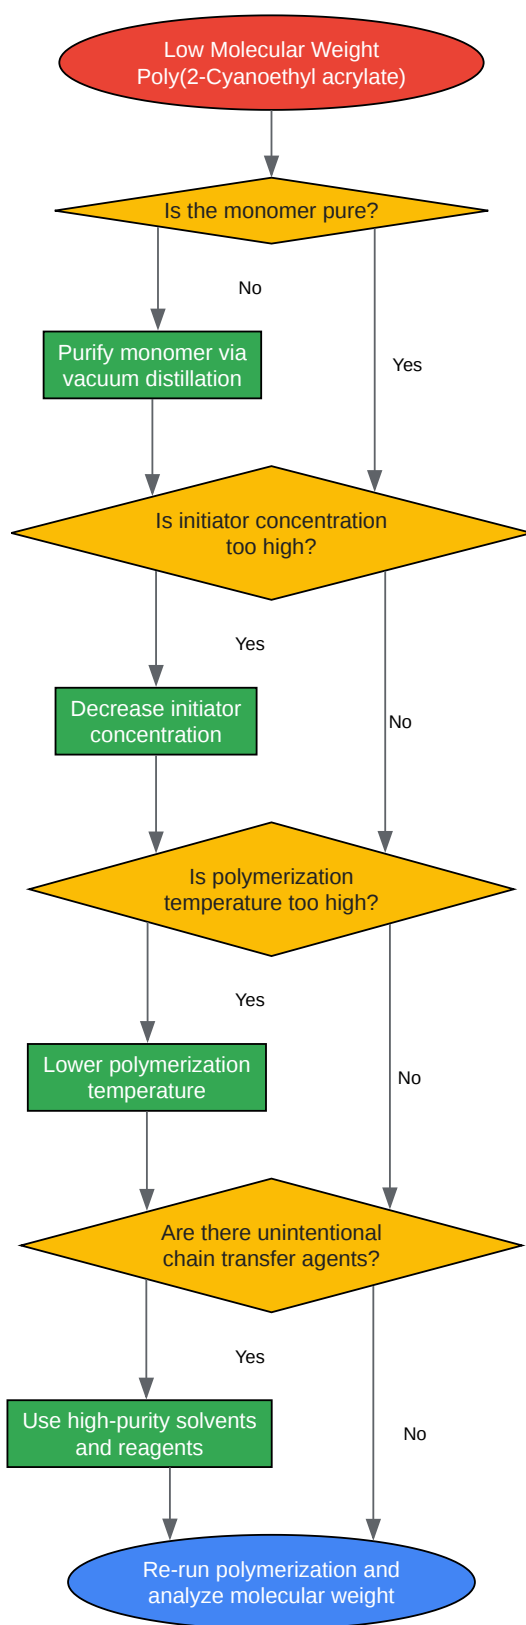 Low Molecular Weight
Poly(2-Cyanoethyl acrylate)
Is the monomer pure?
No
Purify monomer via
vacuum distillation
Yes
Is initiator concentration
too high?
Yes
Decrease initiator
concentration
No
Is polymerization
temperature too high?
Yes
Lower polymerization
temperature
No
Are there unintentional
chain transfer agents?
Yes
Use high-purity solvents
and reagents
No
Re-run polymerization and
analyze molecular weight